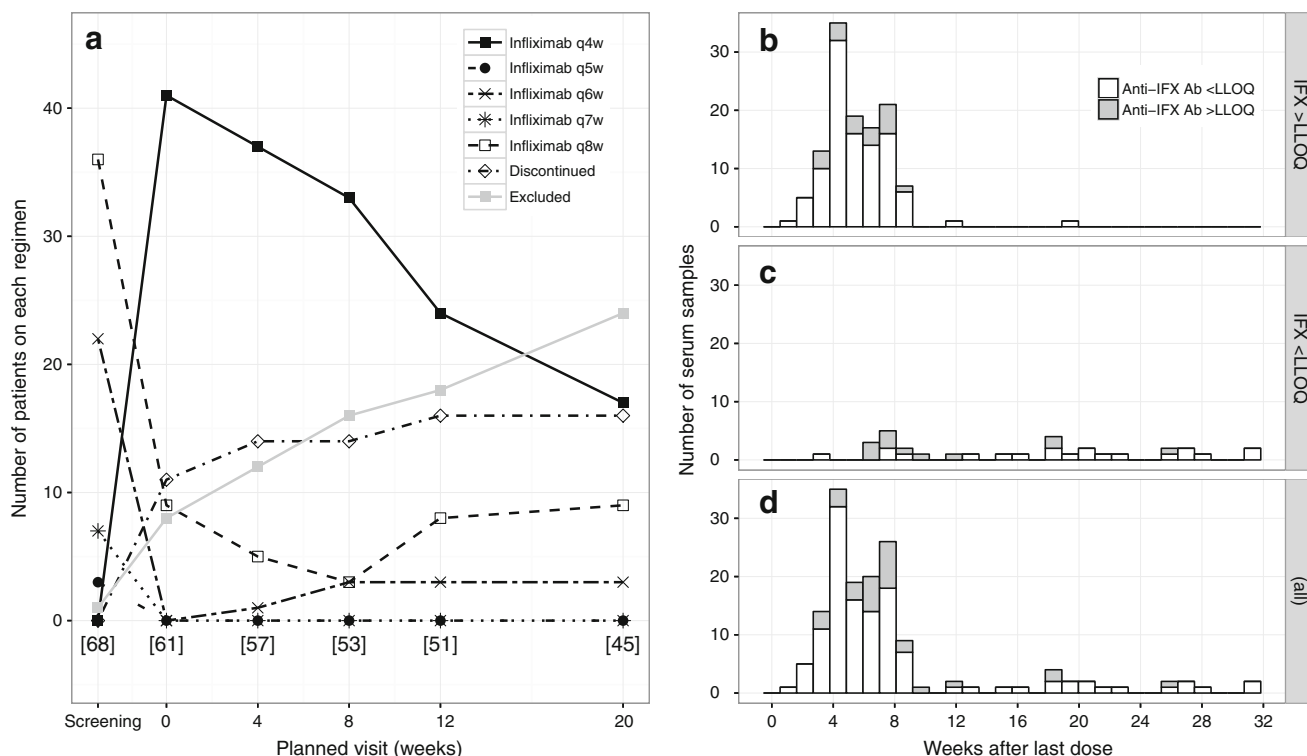 a
Infliximab q4w
Infliximab q5w
Infliximab q6w
Infliximab q7w
Infliximab q8w
Discontinued
Excluded
Number of patients on each regimen
40
30
20
10
0
[68] [61] [57] [53] [51] [45]
Screening 0 4 8 12 20
Planned visit (weeks)
b
Anti−IFX Ab <LLOQ
Anti−IFX Ab >LLOQ
IFX >LLOQ
30
20
10
0
c
IFX <LLOQ
30
20
10
0
Number of serum samples
d
(all)
30
20
10
0
0 4 8 12 16 20 24 28 32
Weeks after last dose